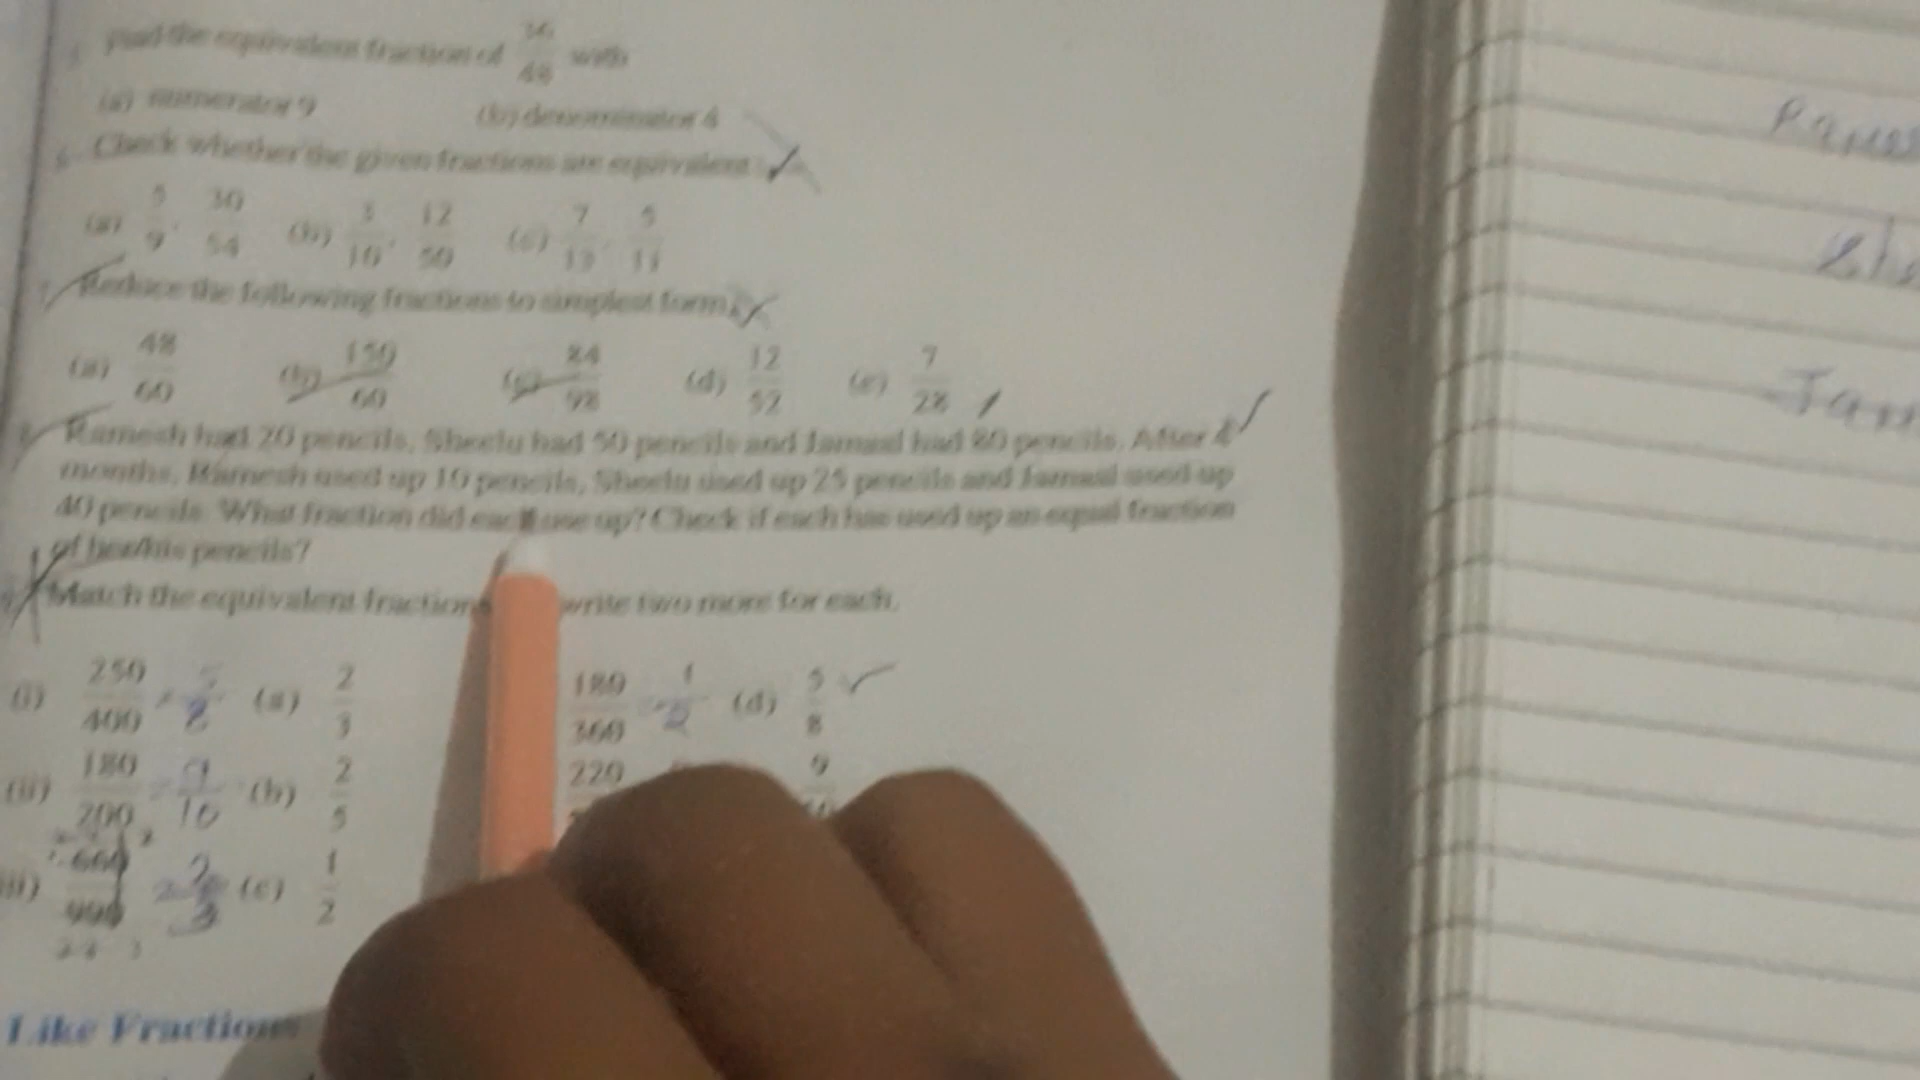 Find the equivalent fraction of 36/48 with
(a) numerator 9 (b) denominator 4
Check whether the given fractions are equivalent:
(a) 5/9, 30/54 (b) 3/10, 12/50 (c) 7/13, 5/11
Reduce the following fractions to simplest form:
(a) 48/60 (b) 150/60 (c) 84/98 (d) 12/52 (e) 7/28
Ramesh had 20 pencils, Sheelu had 50 pencils and Jamaal had 80 pencils. After 4
months, Ramesh used up 10 pencils, Sheelu used up 25 pencils and Jamaal used up
40 pencils. What fraction did each use up? Check if each has used up an equal fraction
of her/his pencils?
Match the equivalent fractions write two more for each.
(i) 250/400 = 5/8 (a) 2/3 180/360 = 1/2 (d) 5/8
(ii) 180/200 = 9/10 (b) 2/5 220 9
(iii) 660/990 2/3 (c) 1/2
Like Fractions